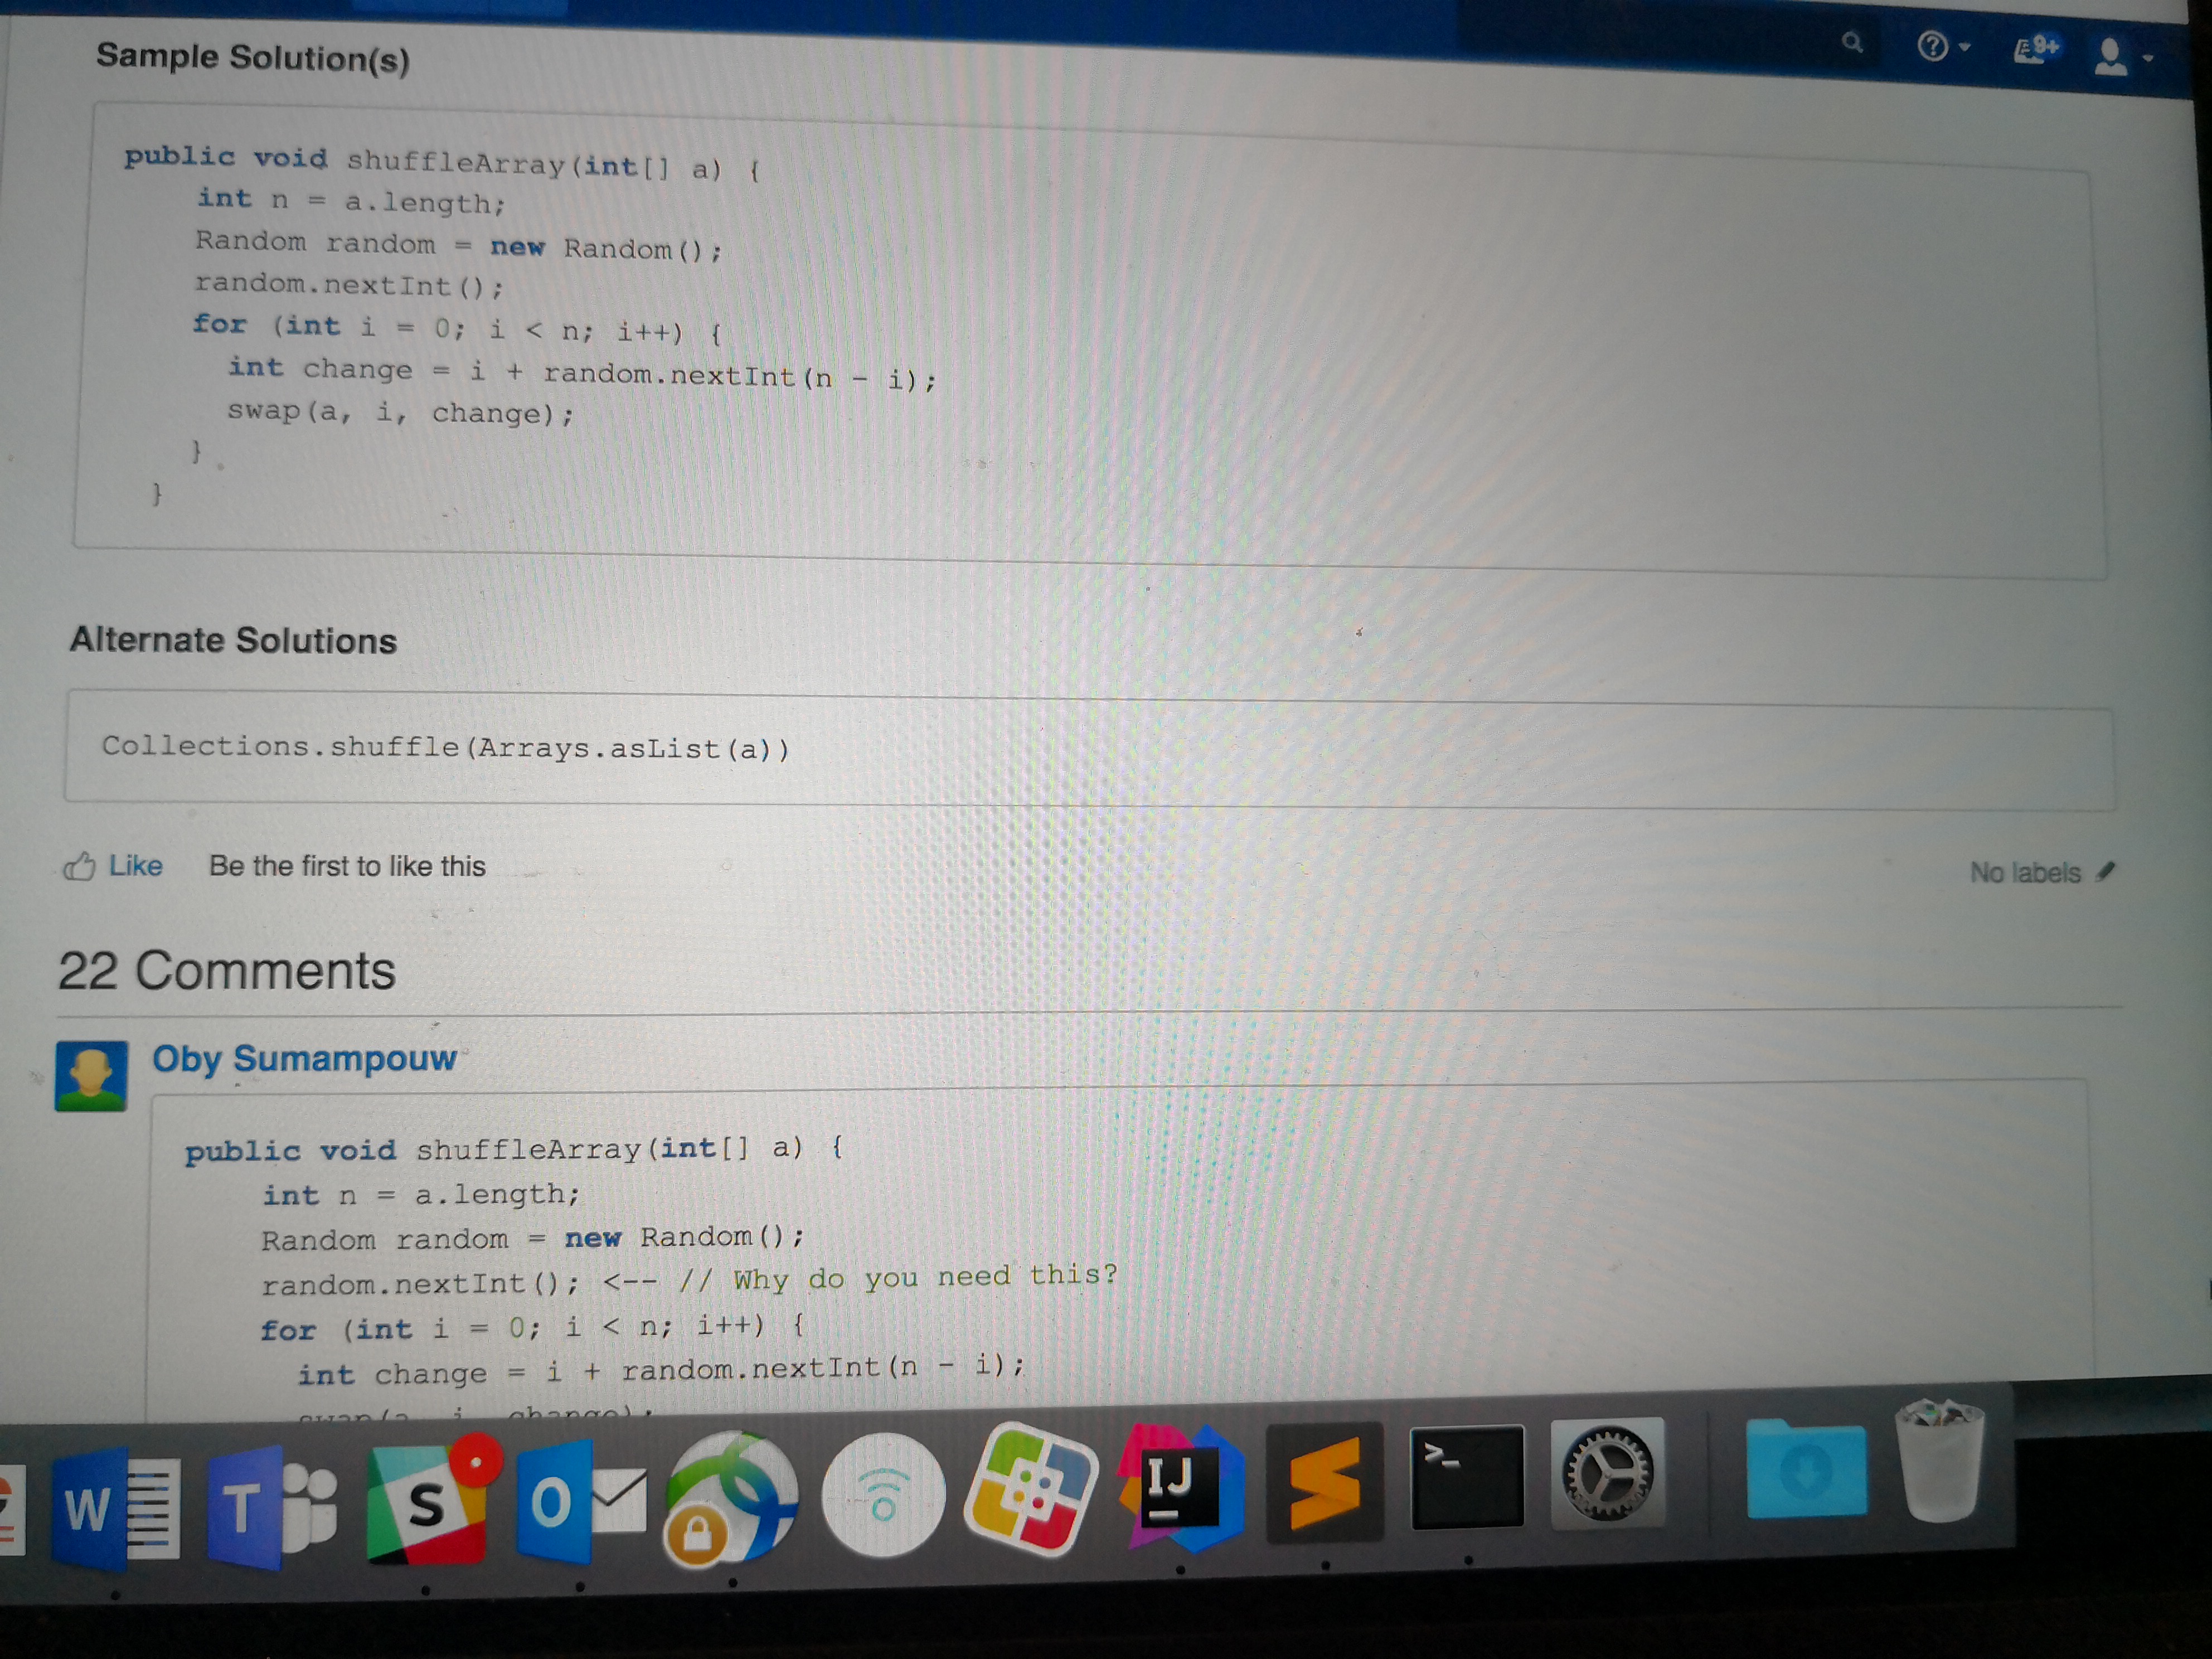 9+
Sample Solution(s)
public void shuffleArray(int[] a) {
int n = a.length;
Random random = new Random();
random.nextInt();
for (int i = 0; i < n; i++) {
int change = i + random.nextInt(n - i);
swap(a, i, change);
}
}
Alternate Solutions
Collections.shuffle(Arrays.asList(a))
Like Be the first to like this
No labels
22 Comments
Oby Sumampouw
public void shuffleArray(int[] a) {
int n = a.length;
Random random = new Random();
random.nextInt(); <-- // Why do you need this?
for (int i = 0; i < n; i++) {
int change = i + random.nextInt(n - i);
swap(a, i, change);
W
T
S
O
IJ
>_